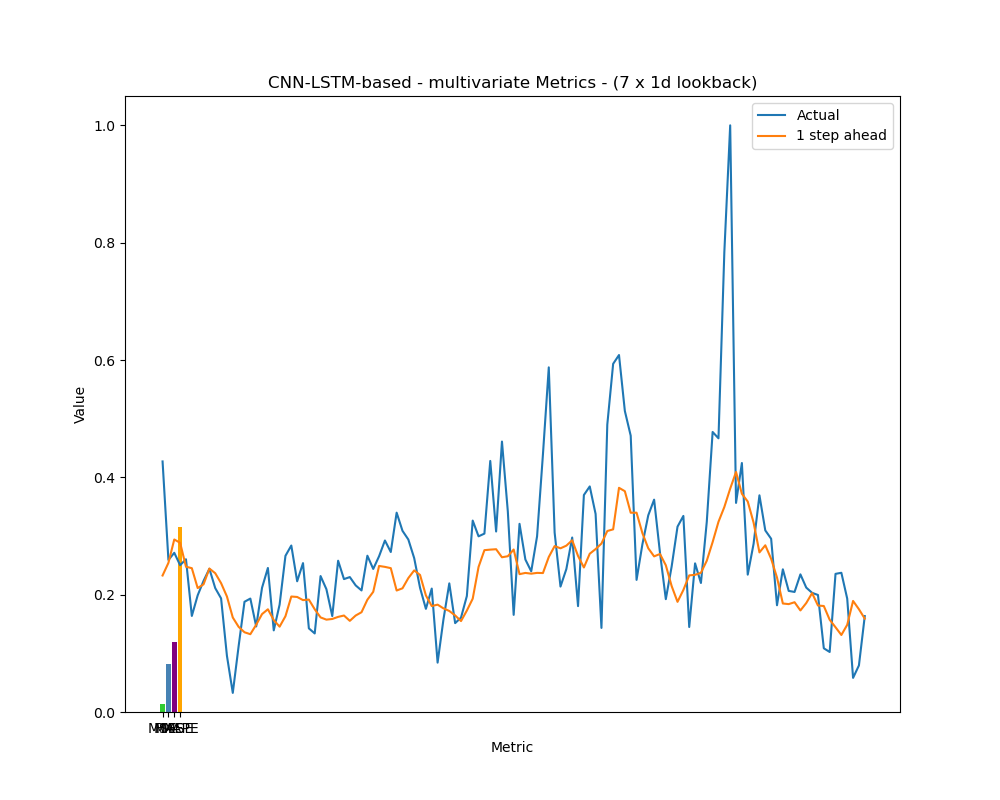 CNN-LSTM-based - multivariate Metrics - (7 x 1d lookback)
Actual
1 step ahead
1.0
0.8
0.6
0.4
0.2
0.0
Value
Metric